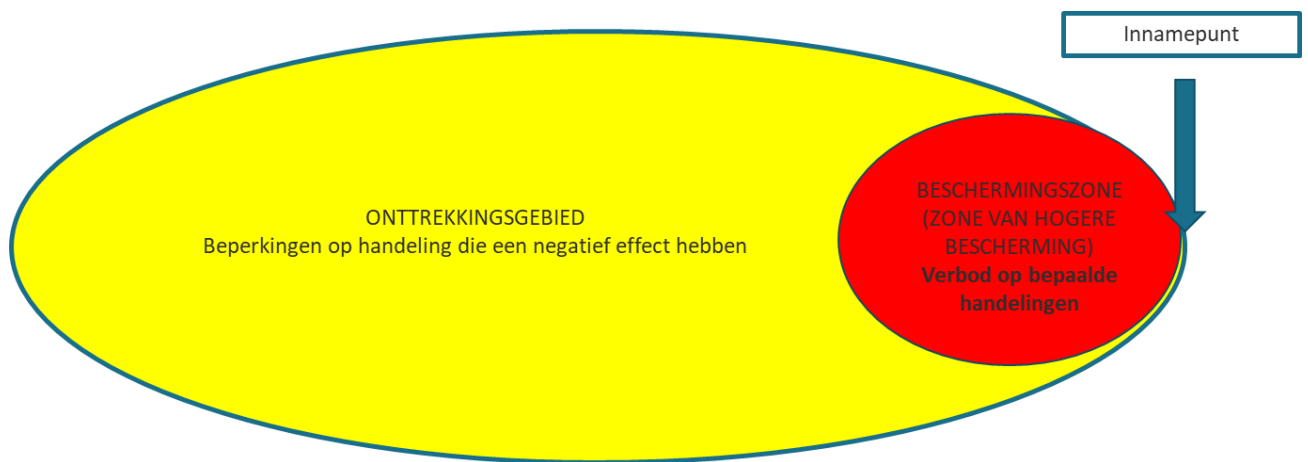 Innamepunt
ONTTREKKINGSGEBIED
Beperkingen op handeling die een negatief effect hebben
BESCHERMINGSZONE
(ZONE VAN HOGERE
BESCHERMING)
Verbod op bepaalde
handelingen